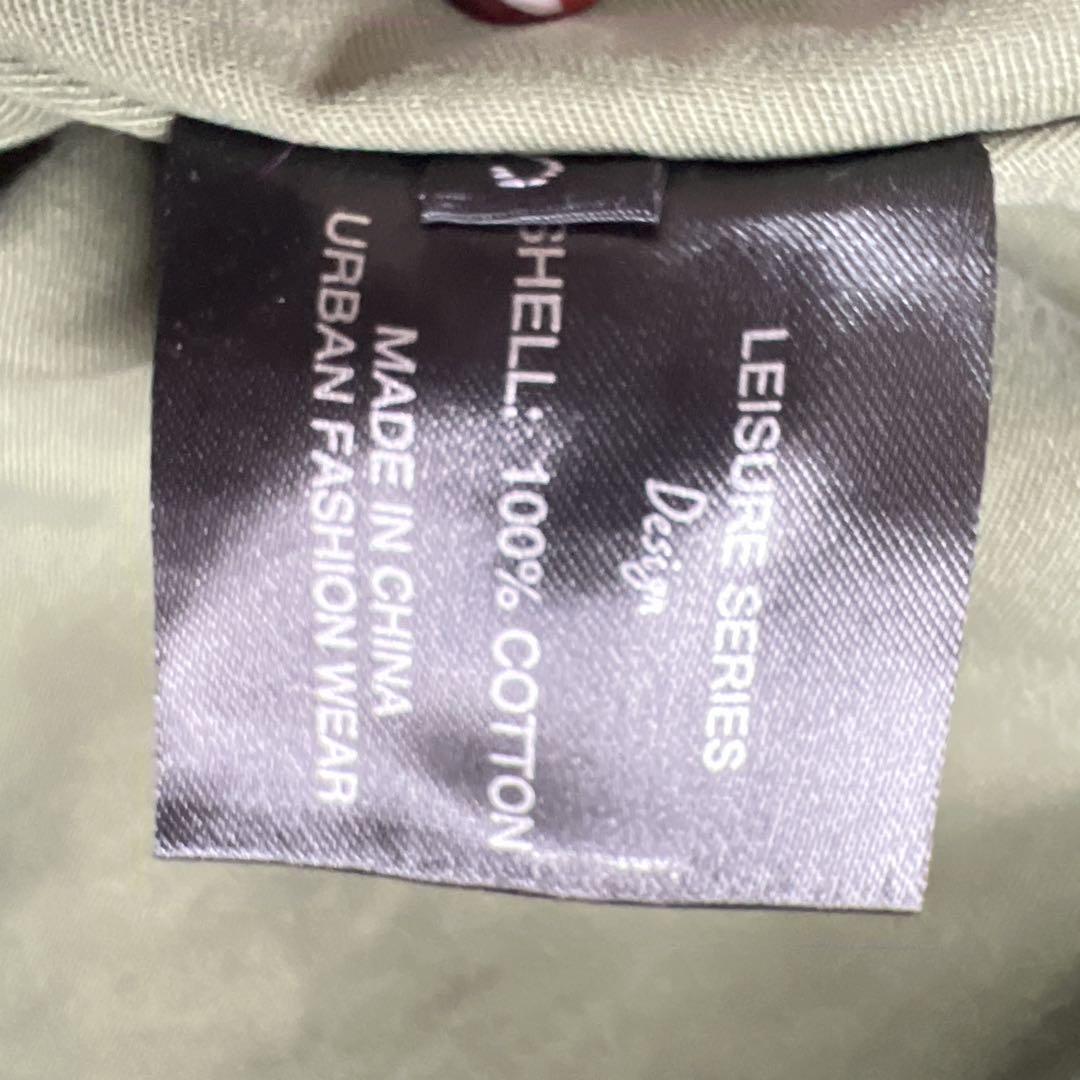 LEISURE SERIES
Design
SHELL: 100% COTTON
MADE IN CHINA
URBAN FASHION WEAR